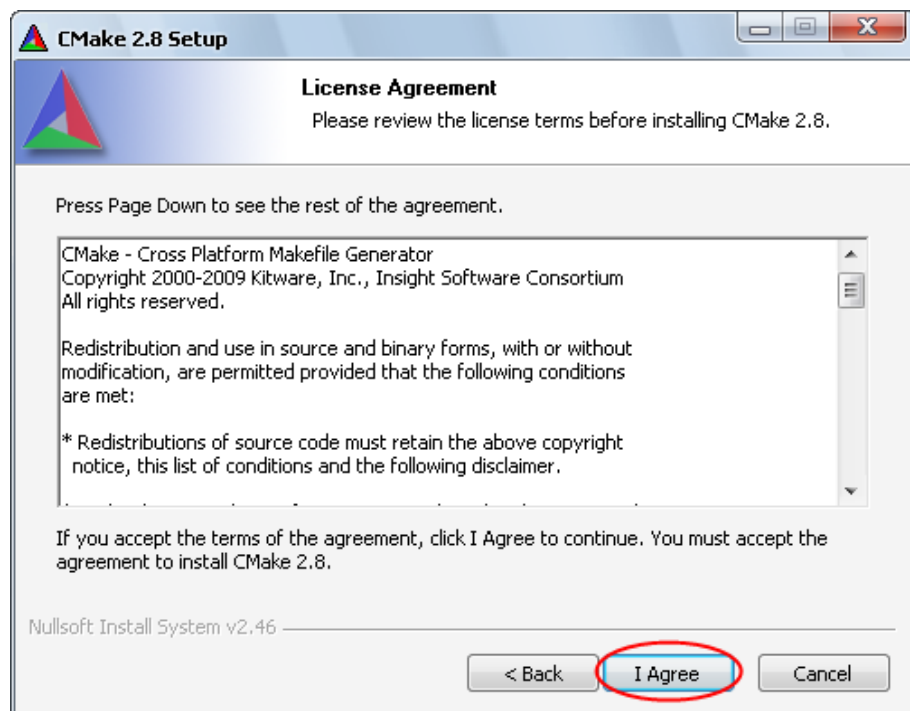 CMake 2.8 Setup
License Agreement
Please review the license terms before installing CMake 2.8.
Press Page Down to see the rest of the agreement.
CMake - Cross Platform Makefile Generator
Copyright 2000-2009 Kitware, Inc., Insight Software Consortium
All rights reserved.
Redistribution and use in source and binary forms, with or without
modification, are permitted provided that the following conditions
are met:
* Redistributions of source code must retain the above copyright
notice, this list of conditions and the following disclaimer.
If you accept the terms of the agreement, click I Agree to continue. You must accept the
agreement to install CMake 2.8.
Nullsoft Install System v2.46
< Back
I Agree
Cancel